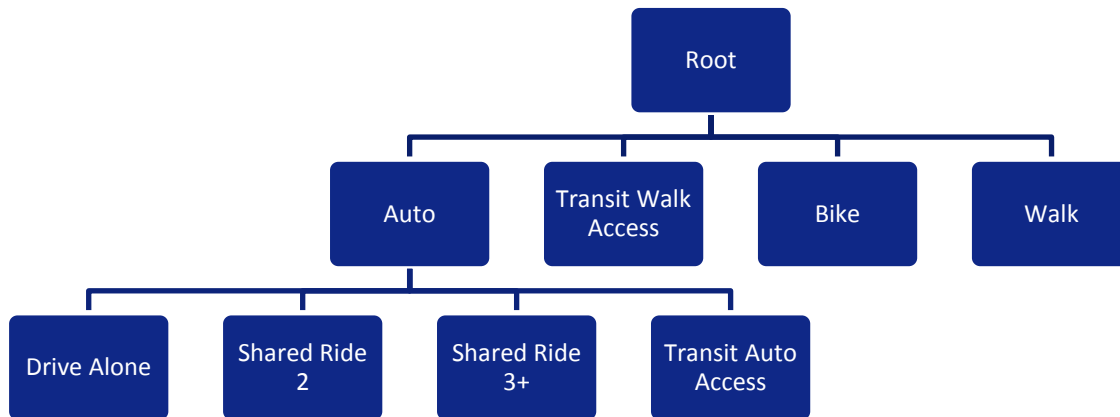 Root
Auto
Transit Walk
Access
Bike
Walk
Drive Alone
Shared Ride
2
Shared Ride
3+
Transit Auto
Access